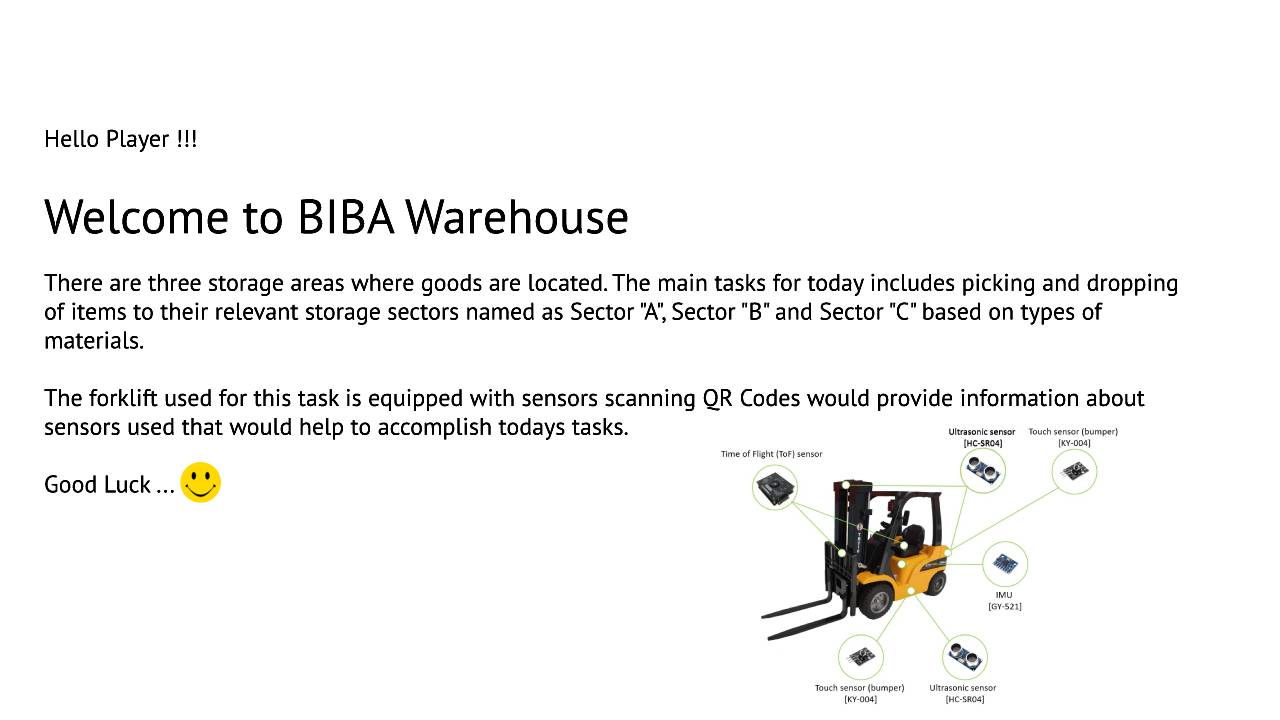 Hello Player !!!
Welcome to BIBA Warehouse
There are three storage areas where goods are located. The main tasks for today includes picking and dropping
of items to their relevant storage sectors named as Sector "A", Sector "B" and Sector "C" based on types of
materials.
The forklift used for this task is equipped with sensors scanning QR Codes would provide information about
sensors used that would help to accomplish todays tasks.
Good Luck ...
Ultrasonic sensor
[HC-SR04]
Touch sensor (bumper)
[KY-004]
Time of Flight (ToF) sensor
IMU
[GY-521]
Touch sensor (bumper)
[KY-004]
Ultrasonic sensor
[HC-SR04]